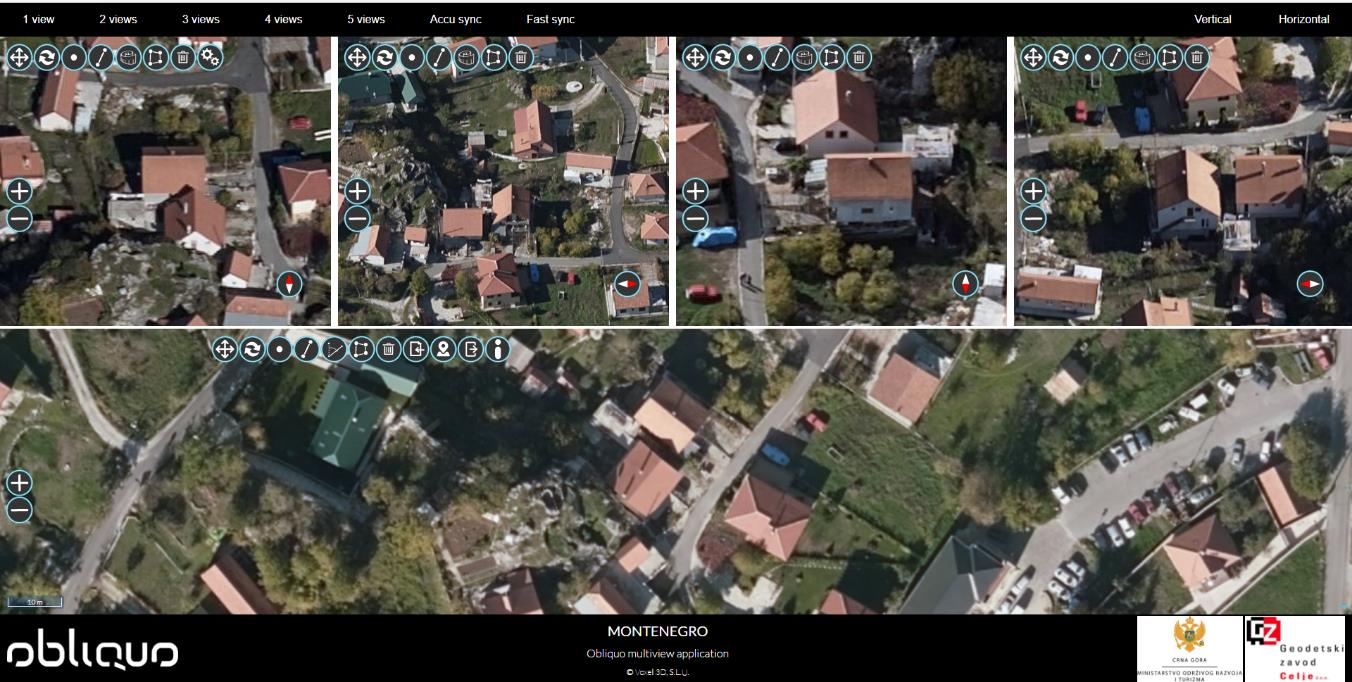 1 view 2 views 3 views 4 views 5 views Accu sync Fast sync Vertical Horizontal
10 m
obliquo
MONTENEGRO
Obliquo multiview application
© Voxel 3D, S.L.U.
CRNA GORA
MINISTARSTVO ODRŽIVOG RAZVOJA
I TURIZMA
GZ
Geodetski
zavod
Celje d.o.o.